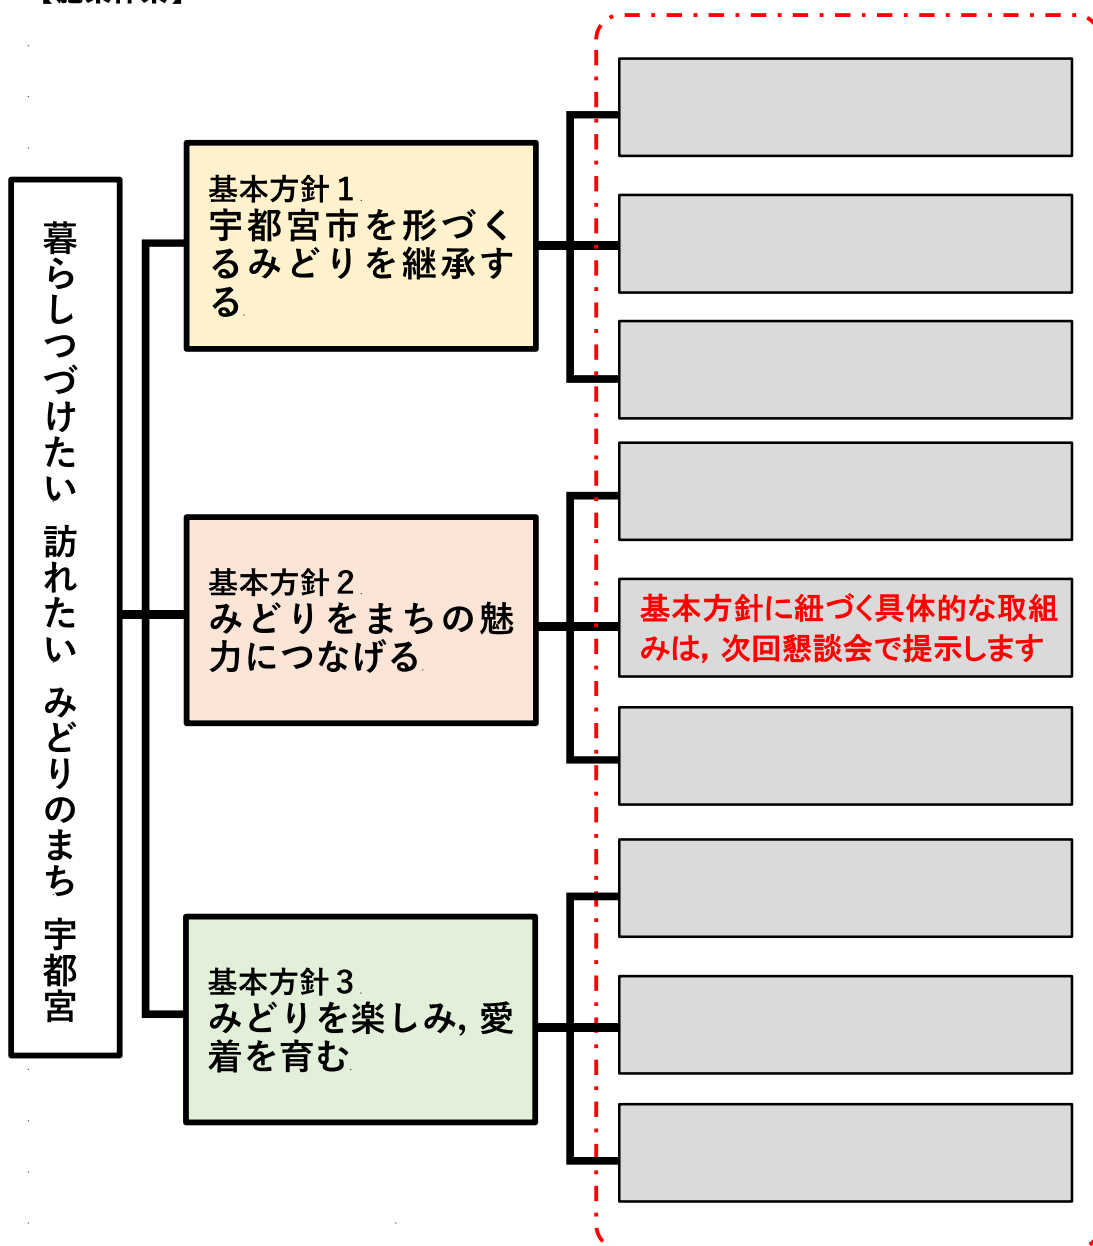 暮らしつづけたい 訪れたい みどりのまち 宇都宮
基本方針１
宇都宮市を形づく
るみどりを継承す
る
基本方針２
みどりをまちの魅
力につなげる
基本方針に紐づく具体的な取組
みは，次回懇談会で提示します
基本方針３
みどりを楽しみ，愛
着を育む